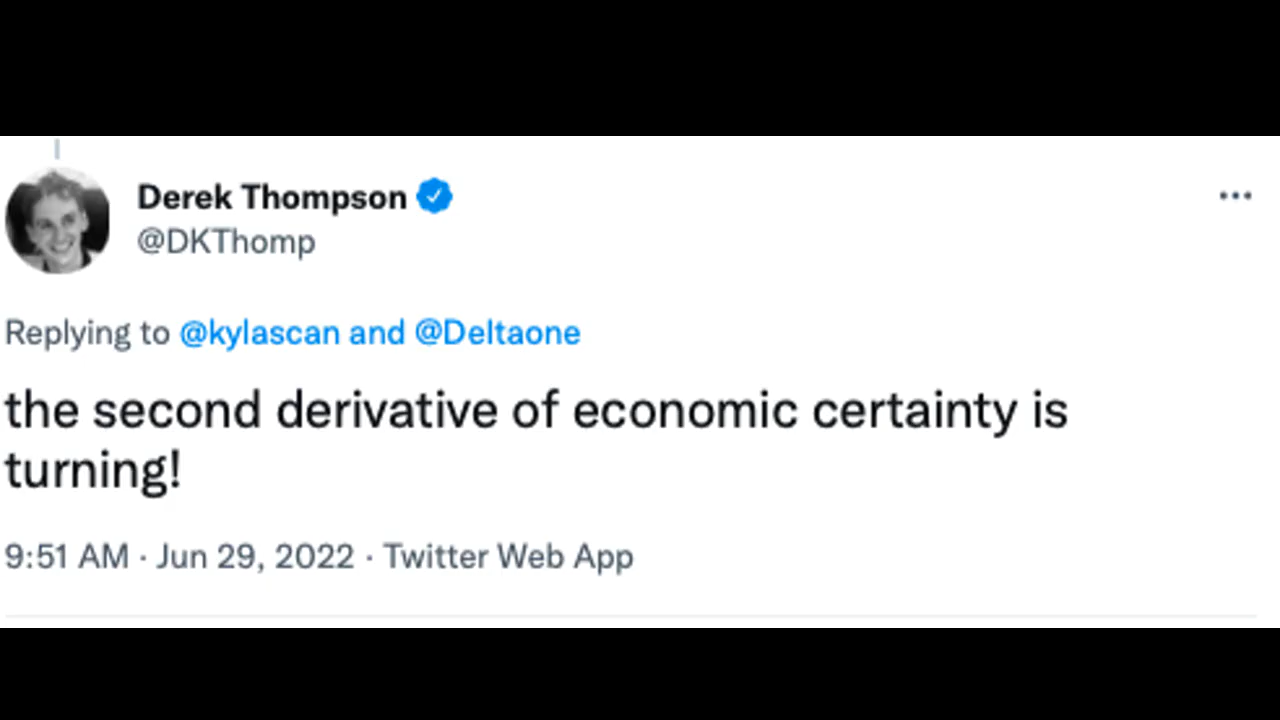 Derek Thompson
@DKThomp
Replying to @kylascan and @Deltaone
the second derivative of economic certainty is
turning!
9:51 AM · Jun 29, 2022 · Twitter Web App